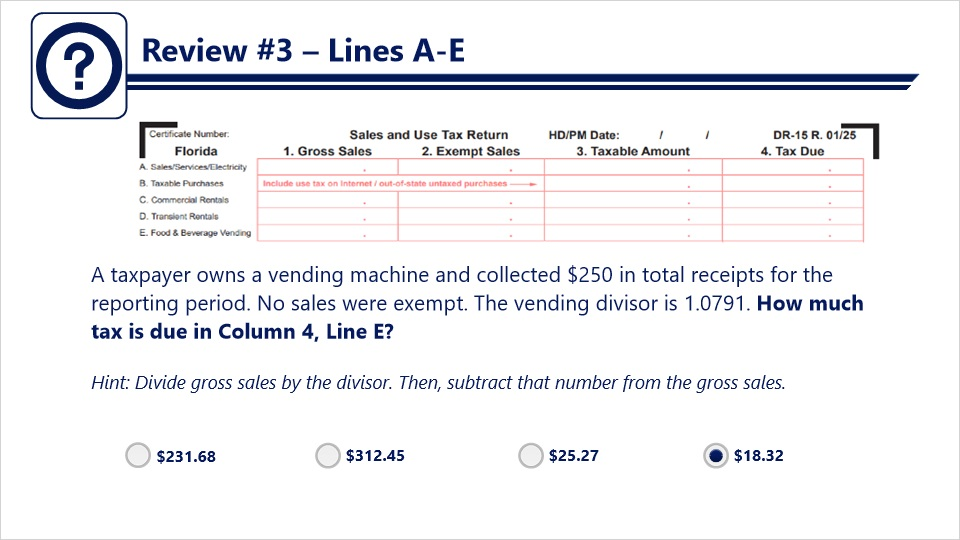 ?
Review #3 – Lines A-E
Certificate Number: Sales and Use Tax Return HD/PM Date: / / DR-15 R. 01/25
Florida 1. Gross Sales 2. Exempt Sales 3. Taxable Amount 4. Tax Due
A. Sales/Services/Electricity . . . .
B. Taxable Purchases Include use tax on Internet / out-of-state untaxed purchases . .
C. Commercial Rentals . . . .
D. Transient Rentals . . . .
E. Food & Beverage Vending . . . .
A taxpayer owns a vending machine and collected $250 in total receipts for the
reporting period. No sales were exempt. The vending divisor is 1.0791. How much
tax is due in Column 4, Line E?
Hint: Divide gross sales by the divisor. Then, subtract that number from the gross sales.
$231.68 $312.45 $25.27 $18.32